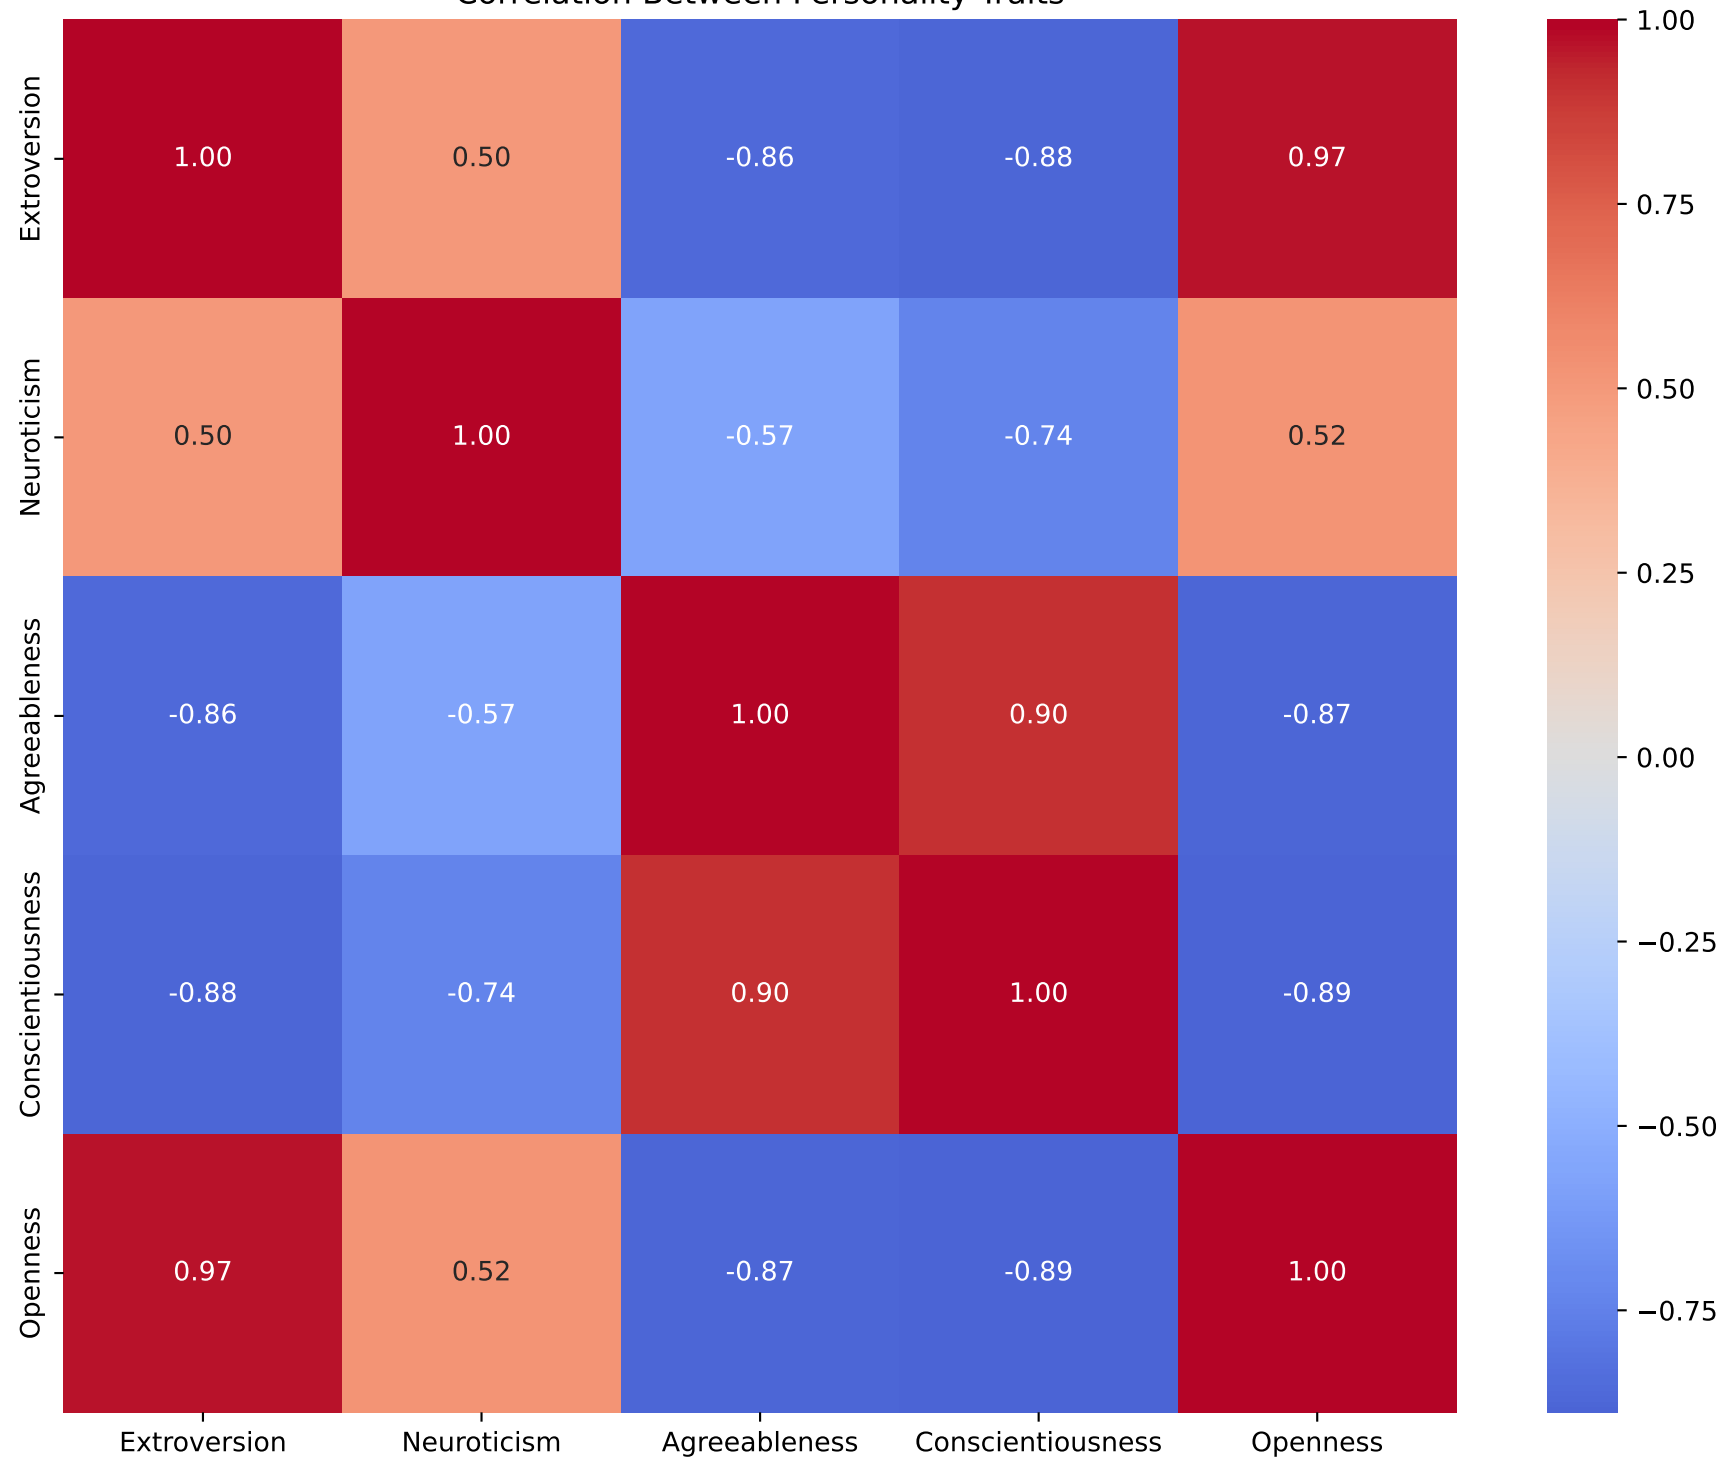 Correlation Between Personality Traits
Extroversion
1.00 0.50 -0.86 -0.88 0.97
Neuroticism
0.50 1.00 -0.57 -0.74 0.52
Agreeableness
-0.86 -0.57 1.00 0.90 -0.87
Conscientiousness
-0.88 -0.74 0.90 1.00 -0.89
Openness
0.97 0.52 -0.87 -0.89 1.00
Extroversion Neuroticism Agreeableness Conscientiousness Openness
1.00
0.75
0.50
0.25
0.00
−0.25
−0.50
−0.75